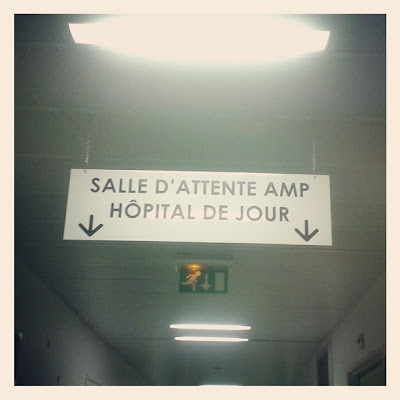 SALLE D'ATTENTE AMP
HÔPITAL DE JOUR